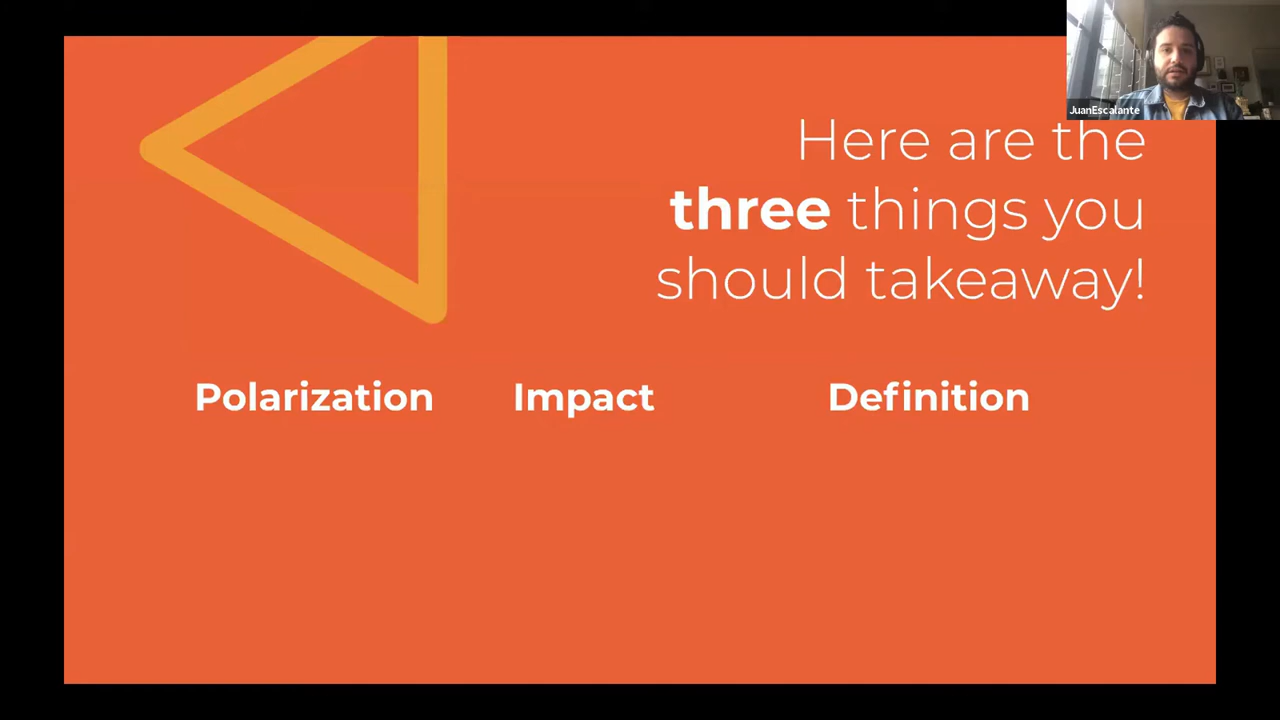 JuanEscalante
Here are the
three things you
should takeaway!
Polarization
Impact
Definition